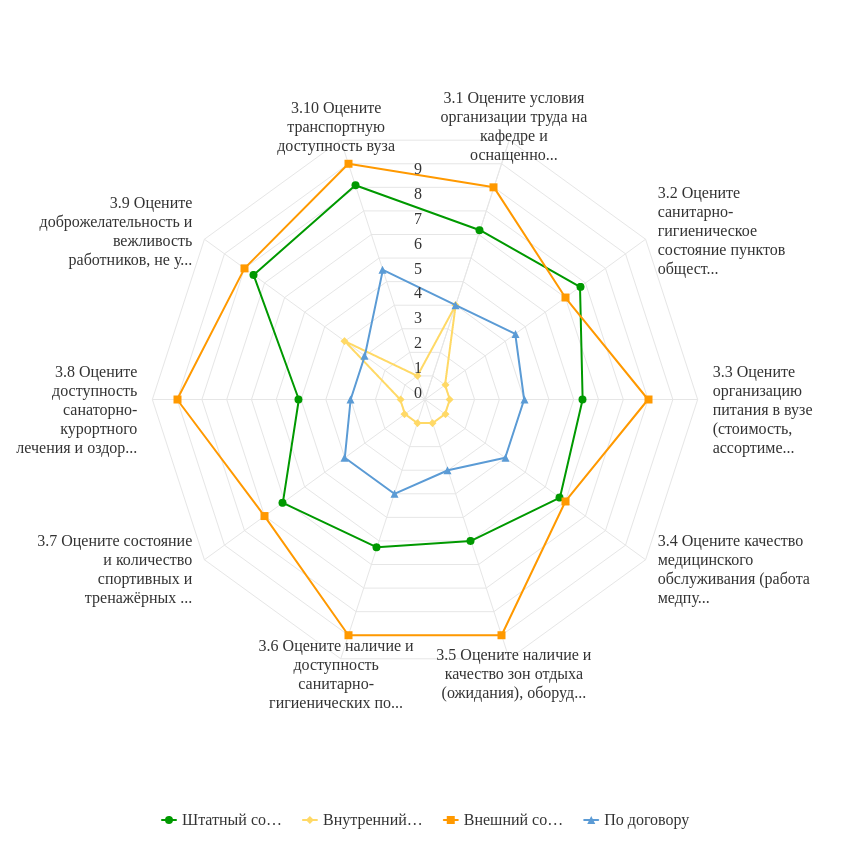 3.10 Оцените
транспортную
доступность вуза
3.1 Оцените условия
организации труда на
кафедре и
оснащенно...
3.2 Оцените
санитарно-
гигиеническое
состояние пунктов
общест...
3.3 Оцените
организацию
питания в вузе
(стоимость,
ассортиме...
3.4 Оцените качество
медицинского
обслуживания (работа
медпу...
3.5 Оцените наличие и
качество зон отдыха
(ожидания), оборуд...
3.6 Оцените наличие и
доступность
санитарно-
гигиенических по...
3.7 Оцените состояние
и количество
спортивных и
тренажёрных ...
3.8 Оцените
доступность
санаторно-
курортного
лечения и оздор...
3.9 Оцените
доброжелательность и
вежливость
работников, не у...
9
8
7
6
5
4
3
2
1
0
Штатный со…
Внутренний…
Внешний со…
По договору